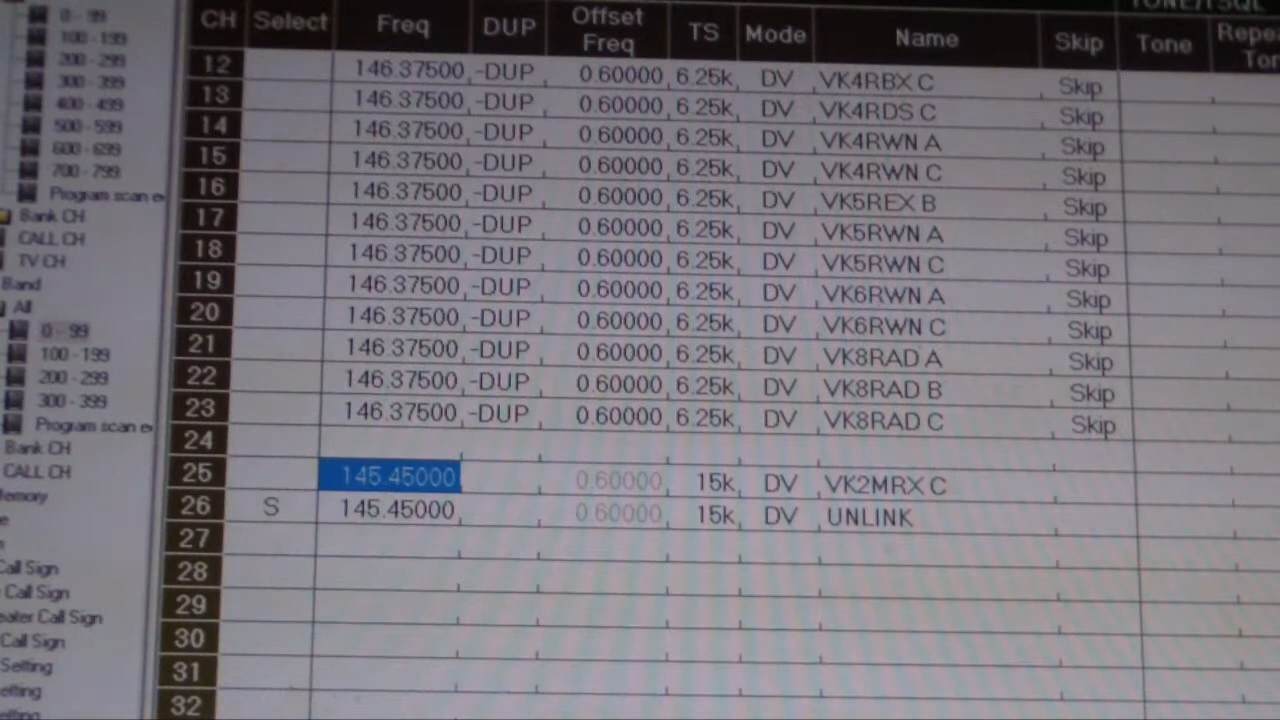 0 - 99
100 - 199
200 - 299
300 - 399
400 - 499
500 - 599
600 - 699
700 - 799
Program scan e
Bank CH
CALL CH
TV CH
Band
All
0 - 99
100 - 199
200 - 299
300 - 399
Program scan e
Bank CH
CALL CH
Call Sign
Call Sign
Call Sign
Call Sign
Setting
CH Select Freq DUP Offset Freq TS Mode Name Skip Tone
12 146.37500 -DUP 0.60000 6.25k DV VK4RBX C Skip
13 146.37500 -DUP 0.60000 6.25k DV VK4RDS C Skip
14 146.37500 -DUP 0.60000 6.25k DV VK4RWN A Skip
15 146.37500 -DUP 0.60000 6.25k DV VK4RWN C Skip
16 146.37500 -DUP 0.60000 6.25k DV VK5REX B Skip
17 146.37500 -DUP 0.60000 6.25k DV VK5RWN A Skip
18 146.37500 -DUP 0.60000 6.25k DV VK5RWN C Skip
19 146.37500 -DUP 0.60000 6.25k DV VK6RWN A Skip
20 146.37500 -DUP 0.60000 6.25k DV VK6RWN C Skip
21 146.37500 -DUP 0.60000 6.25k DV VK8RAD A Skip
22 146.37500 -DUP 0.60000 6.25k DV VK8RAD B Skip
23 146.37500 -DUP 0.60000 6.25k DV VK8RAD C Skip
24
25 145.45000 0.60000 15k DV VK2MRX C
26 S 145.45000 0.60000 15k DV UNLINK
27
28
29
30
31
32